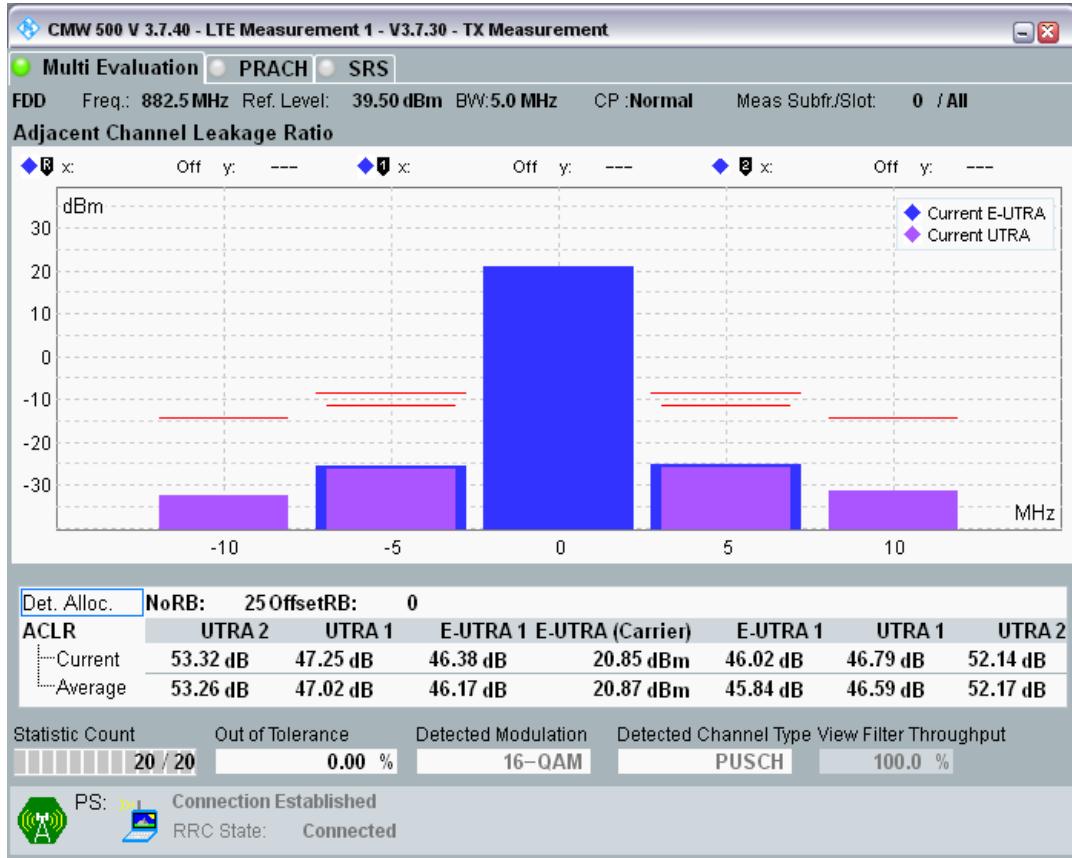 CMW 500 V 3.7.40 - LTE Measurement 1 - V3.7.30 - TX Measurement
Multi Evaluation PRACH SRS
FDD Freq.: 882.5 MHz Ref. Level: 39.50 dBm BW: 5.0 MHz CP : Normal Meas Subfr./Slot: 0 / All
Adjacent Channel Leakage Ratio
R x: Off y: --- 1 x: Off y: --- 2 x: Off y: ---
dBm
Current E-UTRA
Current UTRA
30
20
10
0
-10
-20
-30
MHz
-10 -5 0 5 10
Det. Alloc. NoRB: 25 OffsetRB: 0
ACLR UTRA 2 UTRA 1 E-UTRA 1 E-UTRA (Carrier) E-UTRA 1 UTRA 1 UTRA 2
Current 53.32 dB 47.25 dB 46.38 dB 20.85 dBm 46.02 dB 46.79 dB 52.14 dB
Average 53.26 dB 47.02 dB 46.17 dB 20.87 dBm 45.84 dB 46.59 dB 52.17 dB
Statistic Count Out of Tolerance Detected Modulation Detected Channel Type View Filter Throughput
20 / 20 0.00 % 16-QAM PUSCH 100.0 %
PS: Connection Established
RRC State: Connected